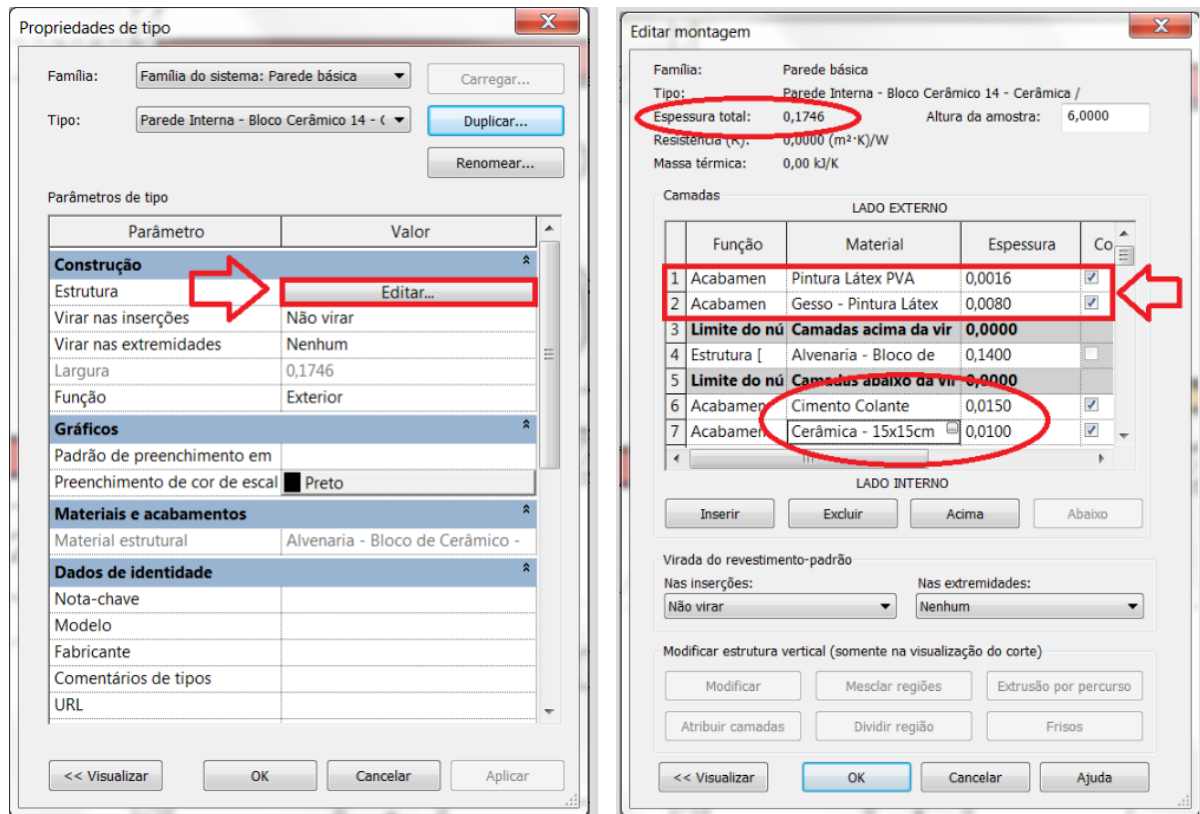 Propriedades de tipo
Família: Família do sistema: Parede básica Carregar...
Tipo: Parede Interna - Bloco Cerâmico 14 - ( Duplicar...
Renomear...
Parâmetros de tipo
Parâmetro Valor
Construção
Estrutura Editar...
Virar nas inserções Não virar
Virar nas extremidades Nenhum
Largura 0,1746
Função Exterior
Gráficos
Padrão de preenchimento em
Preenchimento de cor de escal Preto
Materiais e acabamentos
Material estrutural Alvenaria - Bloco de Cerâmico -
Dados de identidade
Nota-chave
Modelo
Fabricante
Comentários de tipos
URL
<< Visualizar OK Cancelar Aplicar
Editar montagem
Família: Parede básica
Tipo: Parede Interna - Bloco Cerâmico 14 - Cerâmica /
Espessura total: 0,1746 Altura da amostra: 6,0000
Resistência (R): 0,0000 (m²·K)/W
Massa térmica: 0,00 kJ/K
Camadas
LADO EXTERNO
Função Material Espessura Co
1 Acabamen Pintura Látex PVA 0,0016
2 Acabamen Gesso - Pintura Látex 0,0080
3 Limite do nú Camadas acima da vir 0,0000
4 Estrutura [ Alvenaria - Bloco de 0,1400
5 Limite do nú Camadas abaixo da vir 0,0000
6 Acabamen Cimento Colante 0,0150
7 Acabamen Cerâmica - 15x15cm 0,0100
LADO INTERNO
Inserir Excluir Acima Abaixo
Virada do revestimento-padrão
Nas inserções: Nas extremidades:
Não virar Nenhum
Modificar estrutura vertical (somente na visualização do corte)
Modificar Mesclar regiões Extrusão por percurso
Atribuir camadas Dividir região Frisos
<< Visualizar OK Cancelar Ajuda